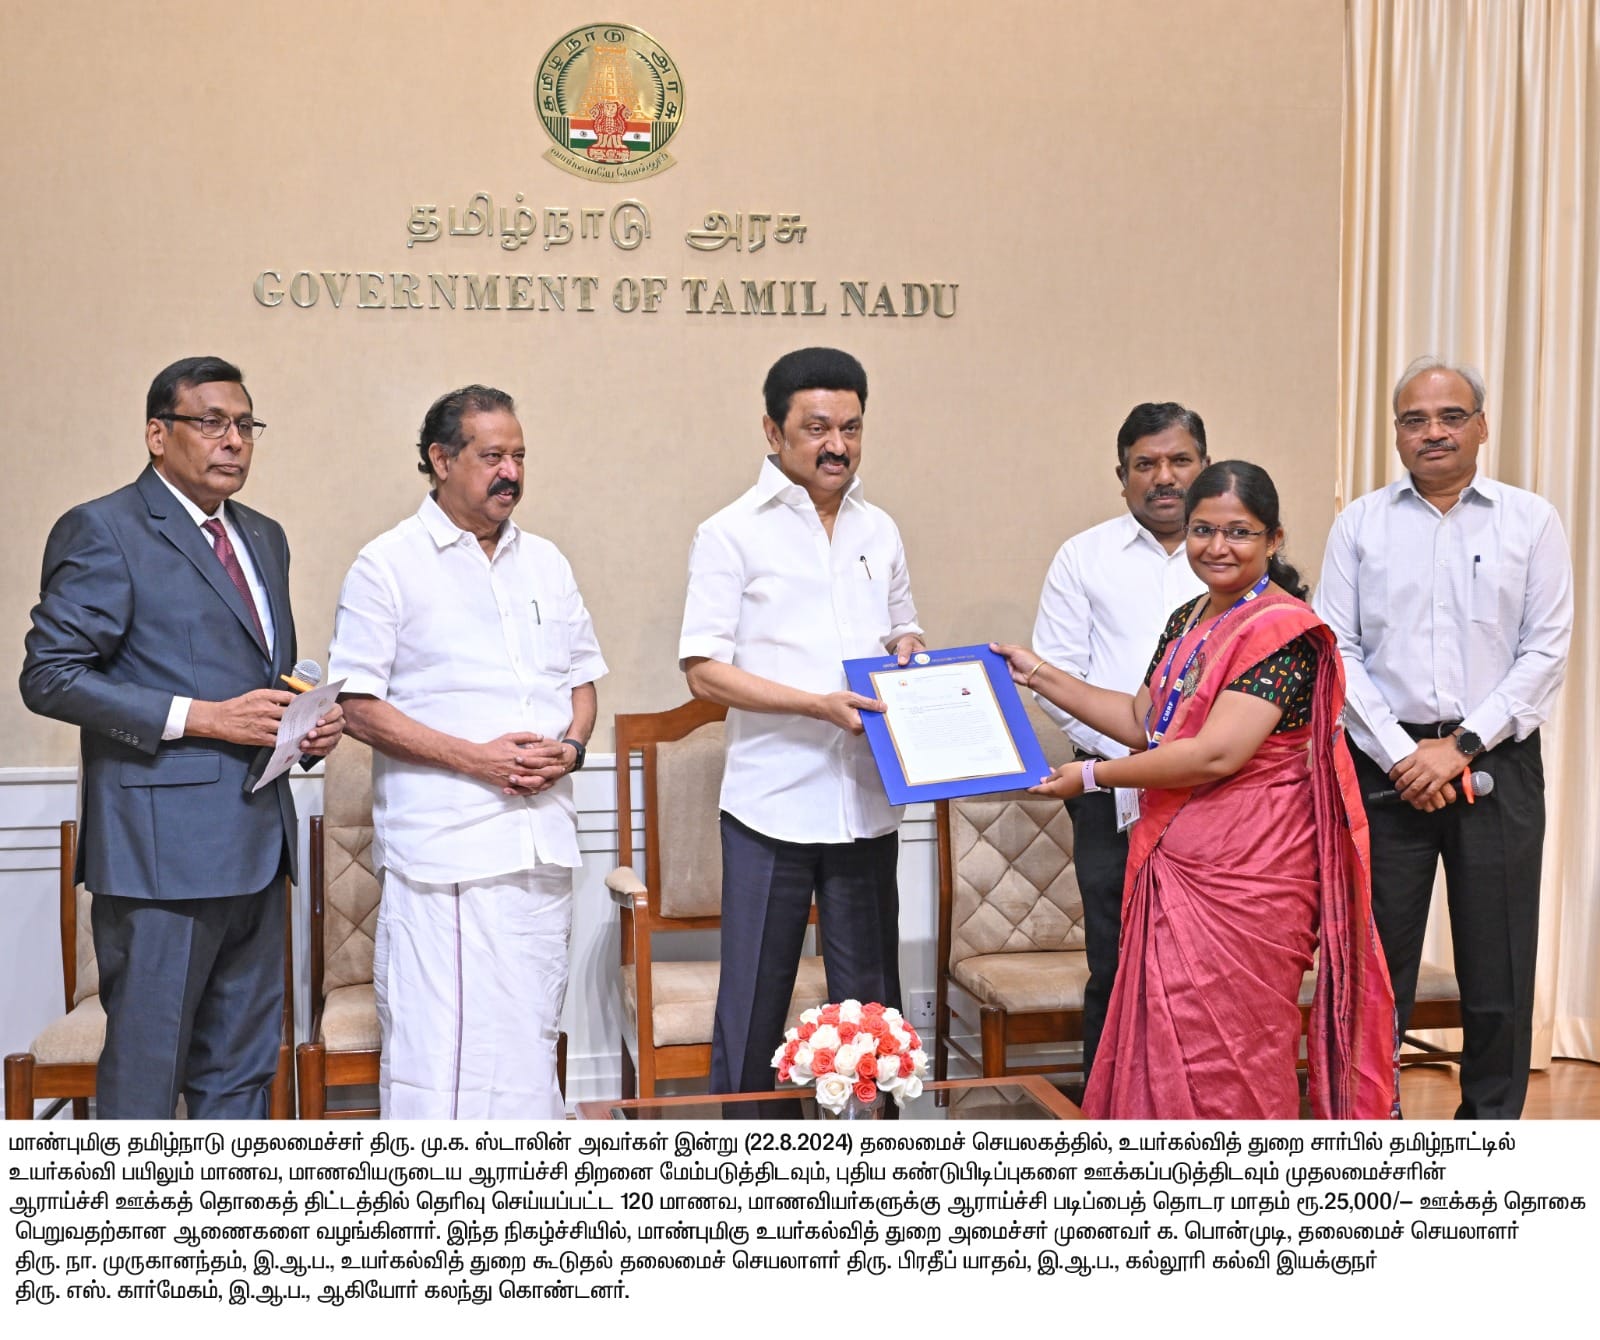 தமிழ்நாடு அரசு
வாய்மையே வெல்லும்
தமிழ்நாடு அரசு
GOVERNMENT OF TAMIL NADU
CMRF
மாண்புமிகு தமிழ்நாடு முதலமைச்சர் திரு. மு.க. ஸ்டாலின் அவர்கள் இன்று (22.8.2024) தலைமைச் செயலகத்தில், உயர்கல்வித் துறை சார்பில் தமிழ்நாட்டில்
உயர்கல்வி பயிலும் மாணவ, மாணவியருடைய ஆராய்ச்சி திறனை மேம்படுத்திடவும், புதிய கண்டுபிடிப்புகளை ஊக்கப்படுத்திடவும் முதலமைச்சரின்
ஆராய்ச்சி ஊக்கத் தொகைத் திட்டத்தில் தெரிவு செய்யப்பட்ட 120 மாணவ, மாணவியர்களுக்கு ஆராய்ச்சி படிப்பைத் தொடர மாதம் ரூ.25,000/– ஊக்கத் தொகை
பெறுவதற்கான ஆணைகளை வழங்கினார். இந்த நிகழ்ச்சியில், மாண்புமிகு உயர்கல்வித் துறை அமைச்சர் முனைவர் க. பொன்முடி, தலைமைச் செயலாளர்
திரு. நா. முருகானந்தம், இ.ஆ.ப., உயர்கல்வித் துறை கூடுதல் தலைமைச் செயலாளர் திரு. பிரதீப் யாதவ், இ.ஆ.ப., கல்லூரி கல்வி இயக்குநர்
திரு. எஸ். கார்மேகம், இ.ஆ.ப., ஆகியோர் கலந்து கொண்டனர்.